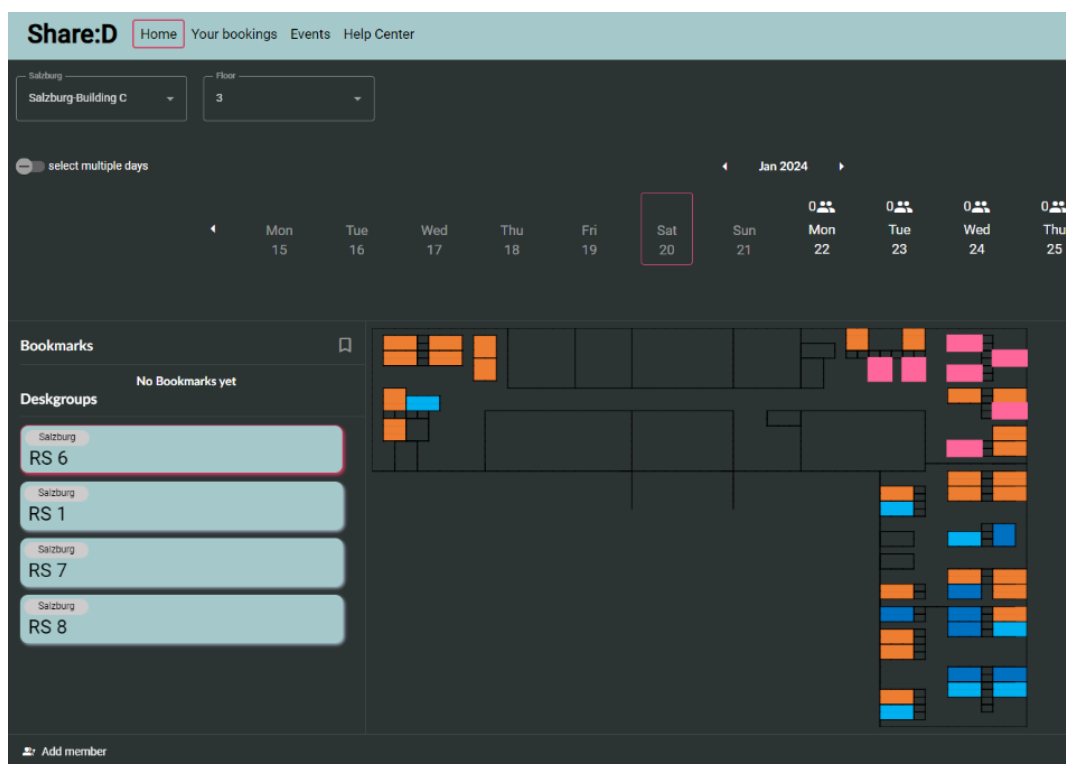 Share:D Home Your bookings Events Help Center
Salzburg Floor
Salzburg-Building C 3
select multiple days Jan 2024
0 0 0 0
Mon Tue Wed Thu Fri Sat Sun Mon Tue Wed Thu
15 16 17 18 19 20 21 22 23 24 25
Bookmarks
No Bookmarks yet
Deskgroups
Salzburg
RS 6
Salzburg
RS 1
Salzburg
RS 7
Salzburg
RS 8
Add member